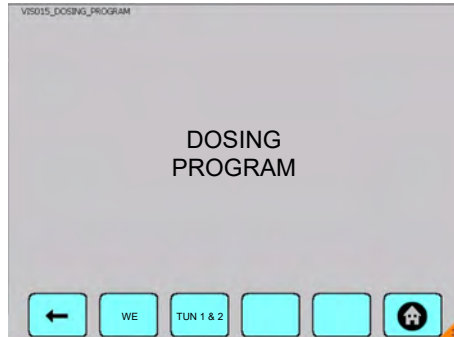 VIS015_DOSING_PROGRAM
DOSING
PROGRAM
WE
TUN 1 & 2